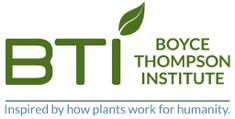 BTI
BOYCE
THOMPSON
INSTITUTE
Inspired by how plants work for humanity.